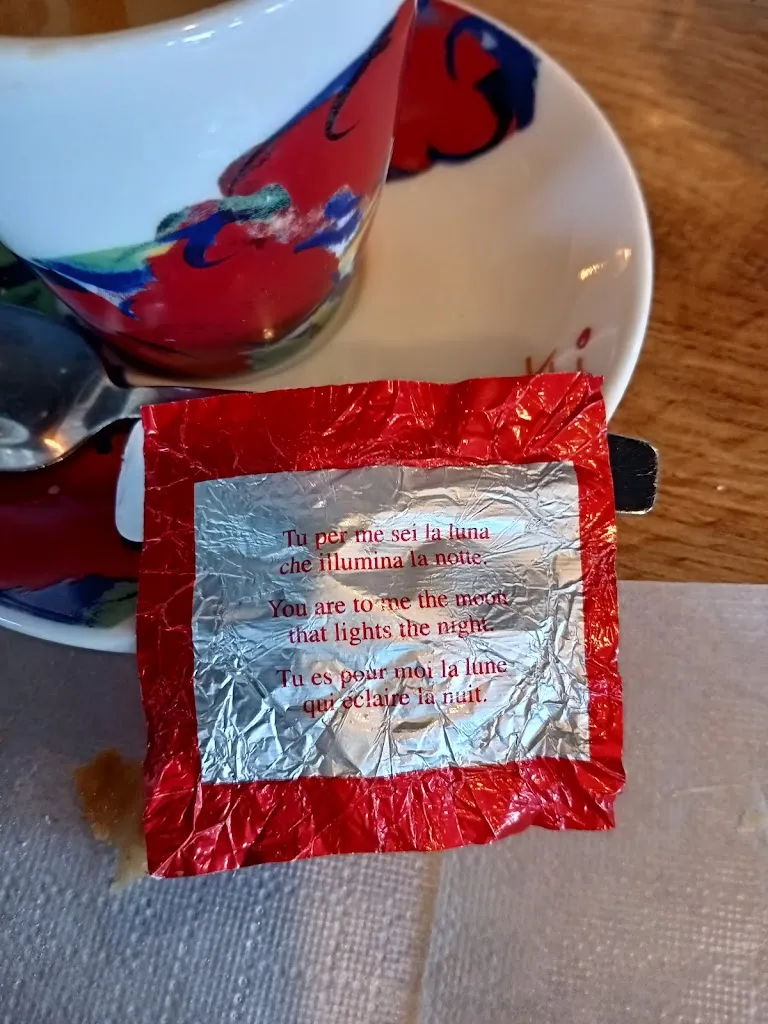 Tu per me sei la luna
che illumina la notte.
You are to me the moon
that lights the night.
Tu es pour moi la lune
qui éclaire la nuit.